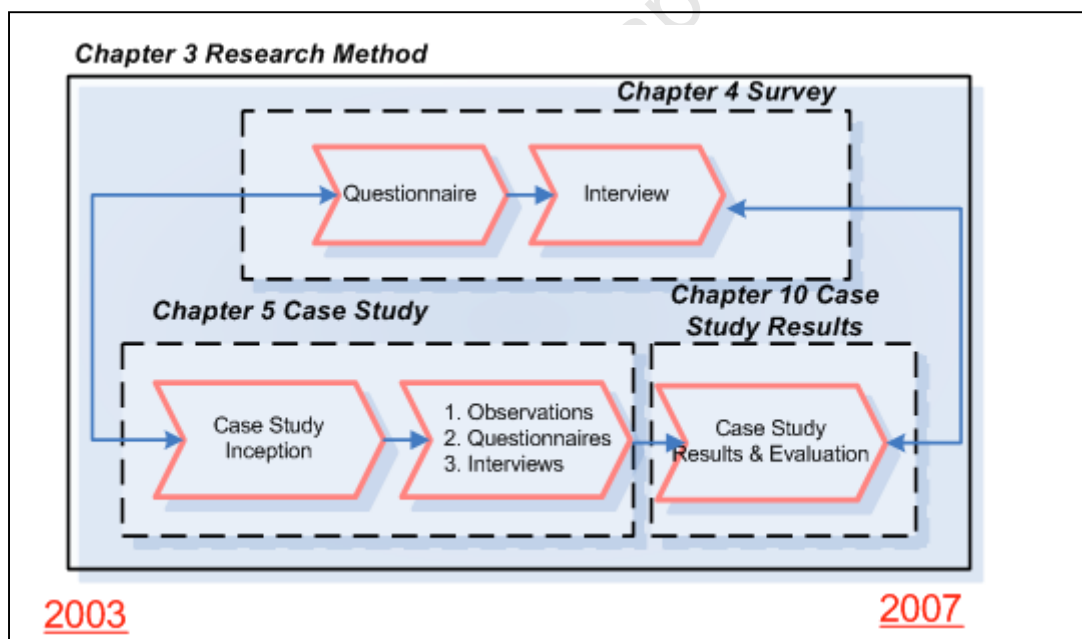 Chapter 3 Research Method
Chapter 4 Survey
Questionnaire
Interview
Chapter 5 Case Study
Chapter 10 Case
Study Results
Case Study
Inception
1. Observations
2. Questionnaires
3. Interviews
Case Study
Results & Evaluation
2003
2007